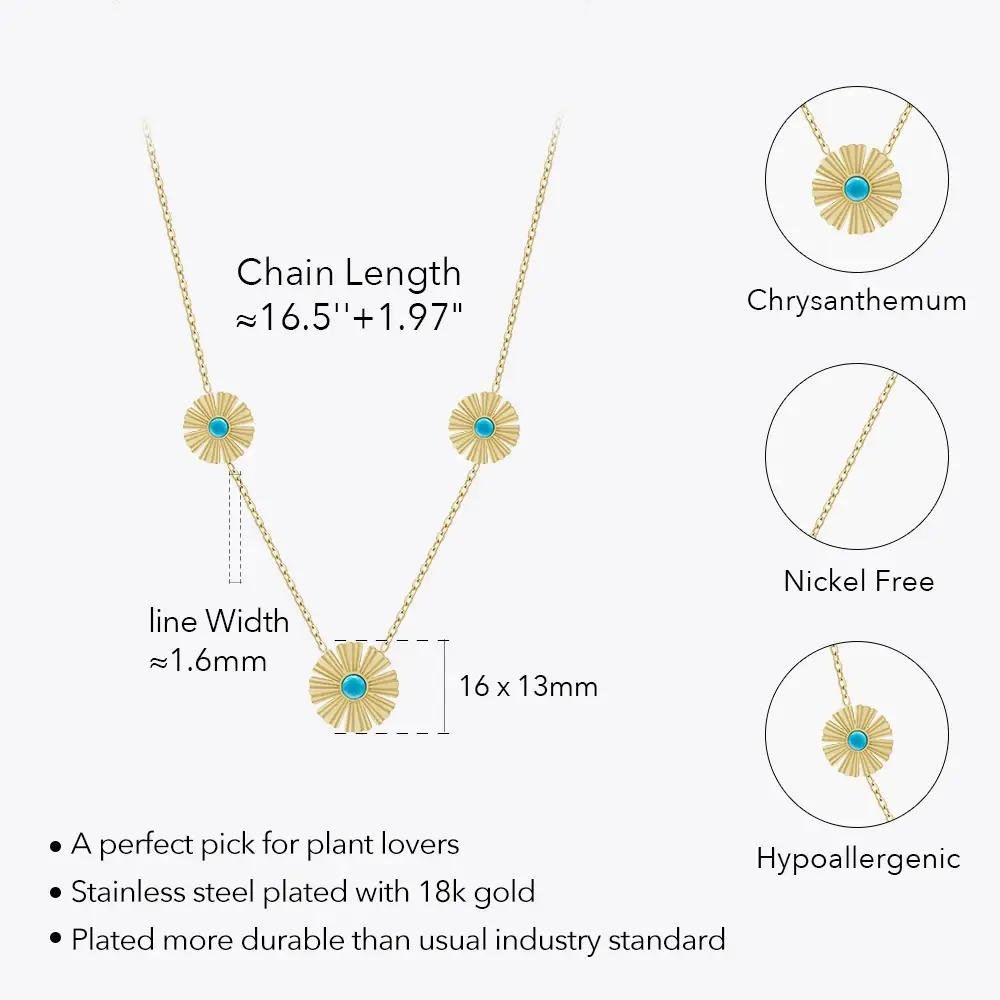 Chain Length
≈16.5''+1.97"
Chrysanthemum
Nickel Free
line Width
≈1.6mm
16 x 13mm
Hypoallergenic
• A perfect pick for plant lovers
• Stainless steel plated with 18k gold
• Plated more durable than usual industry standard